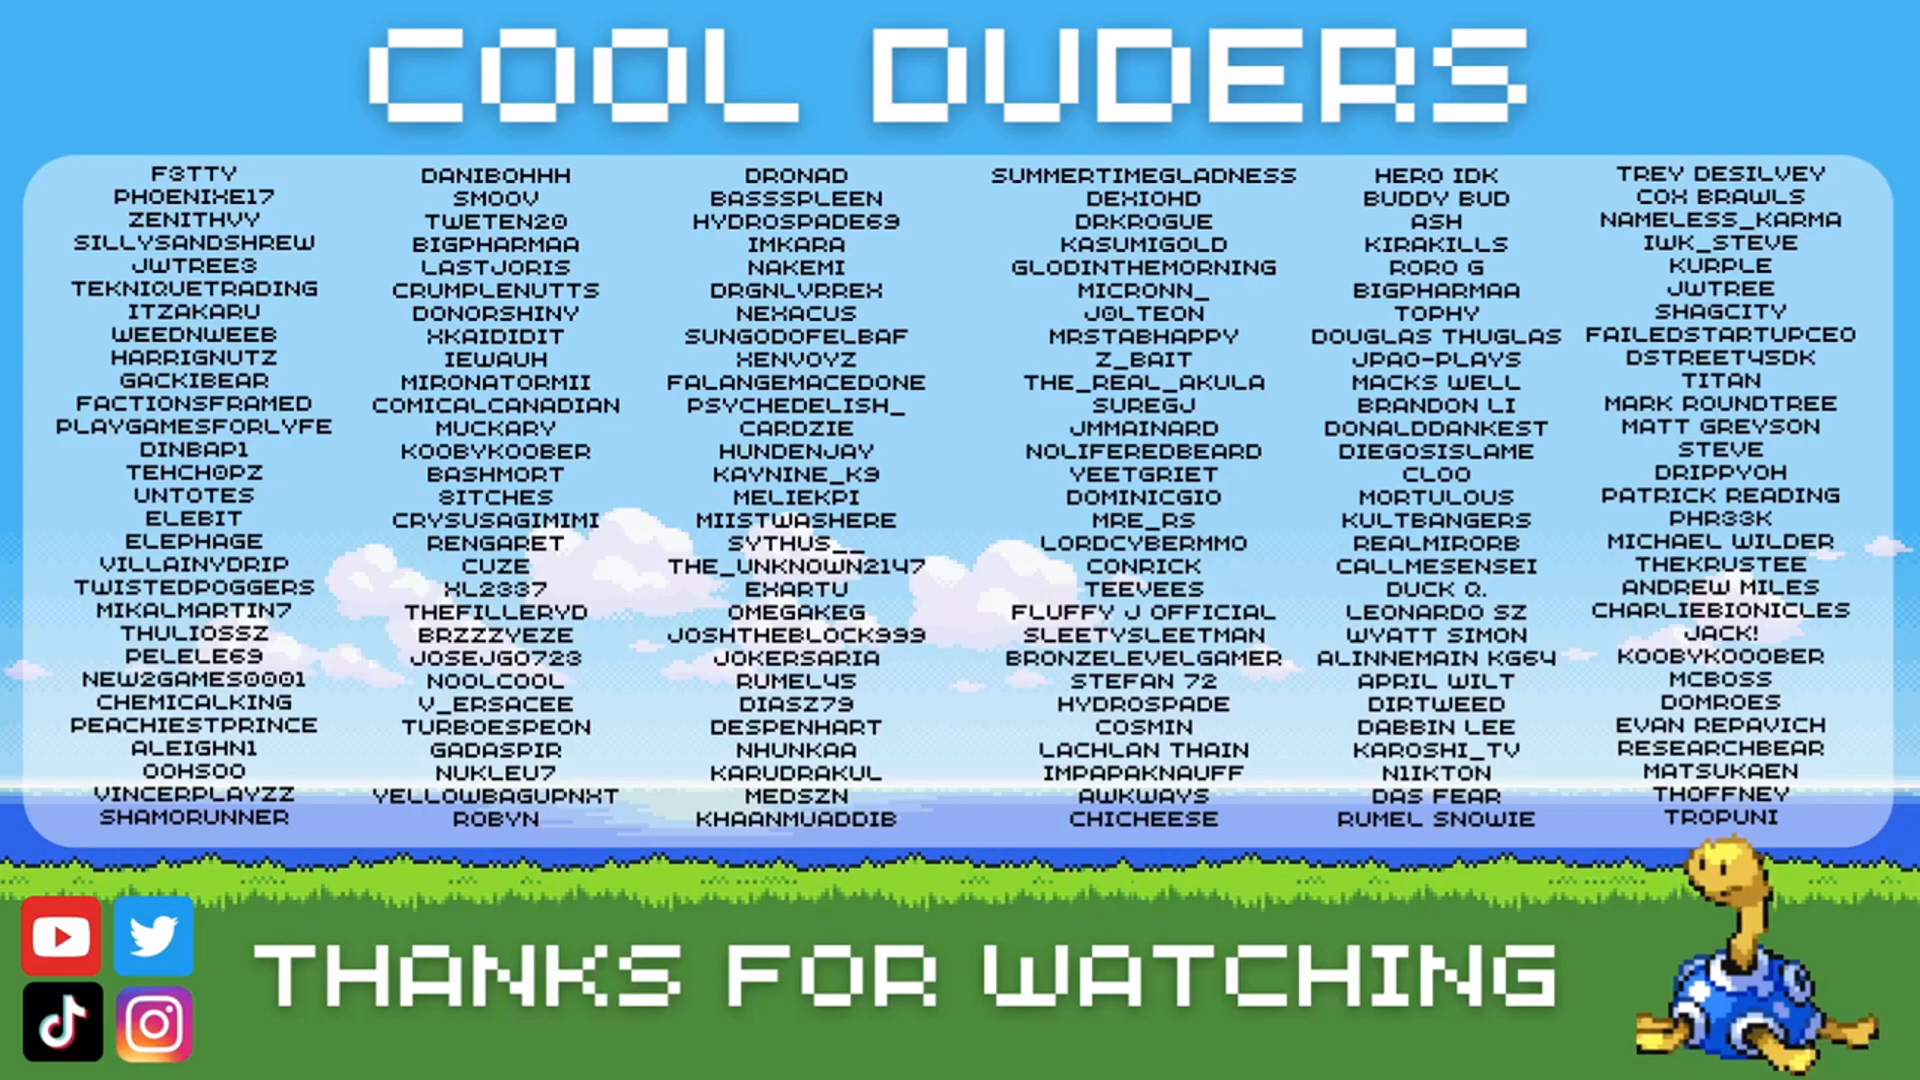 COOL DUDERS
F3TTY
PHOENIXE17
ZENITHVY
SILLYSANDSHREW
JWTREE3
TEKNIQUETRADING
ITZAKARU
WEEDNWEEB
HARRIGNUTZ
GACKIBEAR
FACTIONSFRAMED
PLAYGAMESFORLYFE
DINBAP1
TEHCH0PZ
UNTOTES
ELEBIT
ELEPHAGE
VILLAINYDRIP
TWISTEDPOGGERS
MIKALMARTIN7
THULIOSSZ
PELELE69
NEW2GAMES0001
CHEMICALKING
PEACHIESTPRINCE
ALEIGHN1
OOHSOO
VINCERPLAYZZ
SHAMORUNNER
DANIBOHHH
SMOOV
TWETEN20
BIGPHARMAA
LASTJORIS
CRUMPLENUTTS
DONORSHINY
XKAIDIDIT
IEWAUH
MIRONATORMII
COMICALCANADIAN
MUCKARY
KOOBYKOOBER
BASHMORT
8ITCHES
CRYSUSAGIMIMI
RENGARET
CUZE
XL2337
THEFILLERYD
BRZZZYEZE
JOSEJGO723
NOOLCOOL
V_ERSACEE
TURBOESPEON
GADASPIR
NUKLEU7
YELLOWBAGUPNXT
ROBYN
DRONAD
BASSSPLEEN
HYDROSPADE69
IMKARA
NAKEMI
DRGNLVRREX
NEXACUS
SUNGODOFELBAF
XENVOYZ
FALANGEMACEDONE
PSYCHEDELISH_
CARDZIE
HUNDENJAY
KAYNINE_K9
MELIEKPI
MIISTWASHERE
SYTHUS__
THE_UNKNOWN2147
EXARTU
OMEGAKEG
JOSHTHEBLOCK999
JOKERSARIA
RUMEL45
DIASZ79
DESPENHART
NHUNKAA
KARUDRAKUL
MEDSZN
KHAANMUADDIB
SUMMERTIMEGLADNESS
DEXIOHD
DRKROGUE
KASUMIGOLD
GLODINTHEMORNING
MICRONN_
J0LTEON
MRSTABHAPPY
Z_BAIT
THE_REAL_AKULA
SUREGJ
JMMAINARD
NOLIFEREDBEARD
YEETGRIET
DOMINICGIO
MRE_RS
LORDCYBERMMO
CONRICK
TEEVEES
FLUFFY J OFFICIAL
SLEETYSLEETMAN
BRONZELEVELGAMER
STEFAN 72
HYDROSPADE
COSMIN
LACHLAN THAIN
IMPAPAKNAUFF
AWKWAYS
CHICHEESE
HERO IDK
BUDDY BUD
ASH
KIRAKILLS
RORO G
BIGPHARMAA
TOPHY
DOUGLAS THUGLAS
JPAO-PLAYS
MACKS WELL
BRANDON LI
DONALDDANKEST
DIEGOSISLAME
CLOO
MORTULOUS
KULTBANGERS
REALMIRORB
CALLMESENSEI
DUCK Q.
LEONARDO SZ
WYATT SIMON
ALINNEMAIN KG64
APRIL WILT
DIRTWEED
DABBIN LEE
KAROSHI_TV
N1IKTON
DAS FEAR
RUMEL SNOWIE
TREY DESILVEY
COX BRAWLS
NAMELESS_KARMA
IWK_STEVE
KURPLE
JWTREE
SHAGCITY
FAILEDSTARTUPCEO
DSTREET45DK
TITAN
MARK ROUNDTREE
MATT GREYSON
STEVE
DRIPPYOH
PATRICK READING
PHR33K
MICHAEL WILDER
THEKRUSTEE
ANDREW MILES
CHARLIEBIONICLES
JACK!
KOOBYKOOOBER
MCBOSS
DOMROES
EVAN REPAVICH
RESEARCHBEAR
MATSUKAEN
THOFFNEY
TROPUNI
THANKS FOR WATCHING